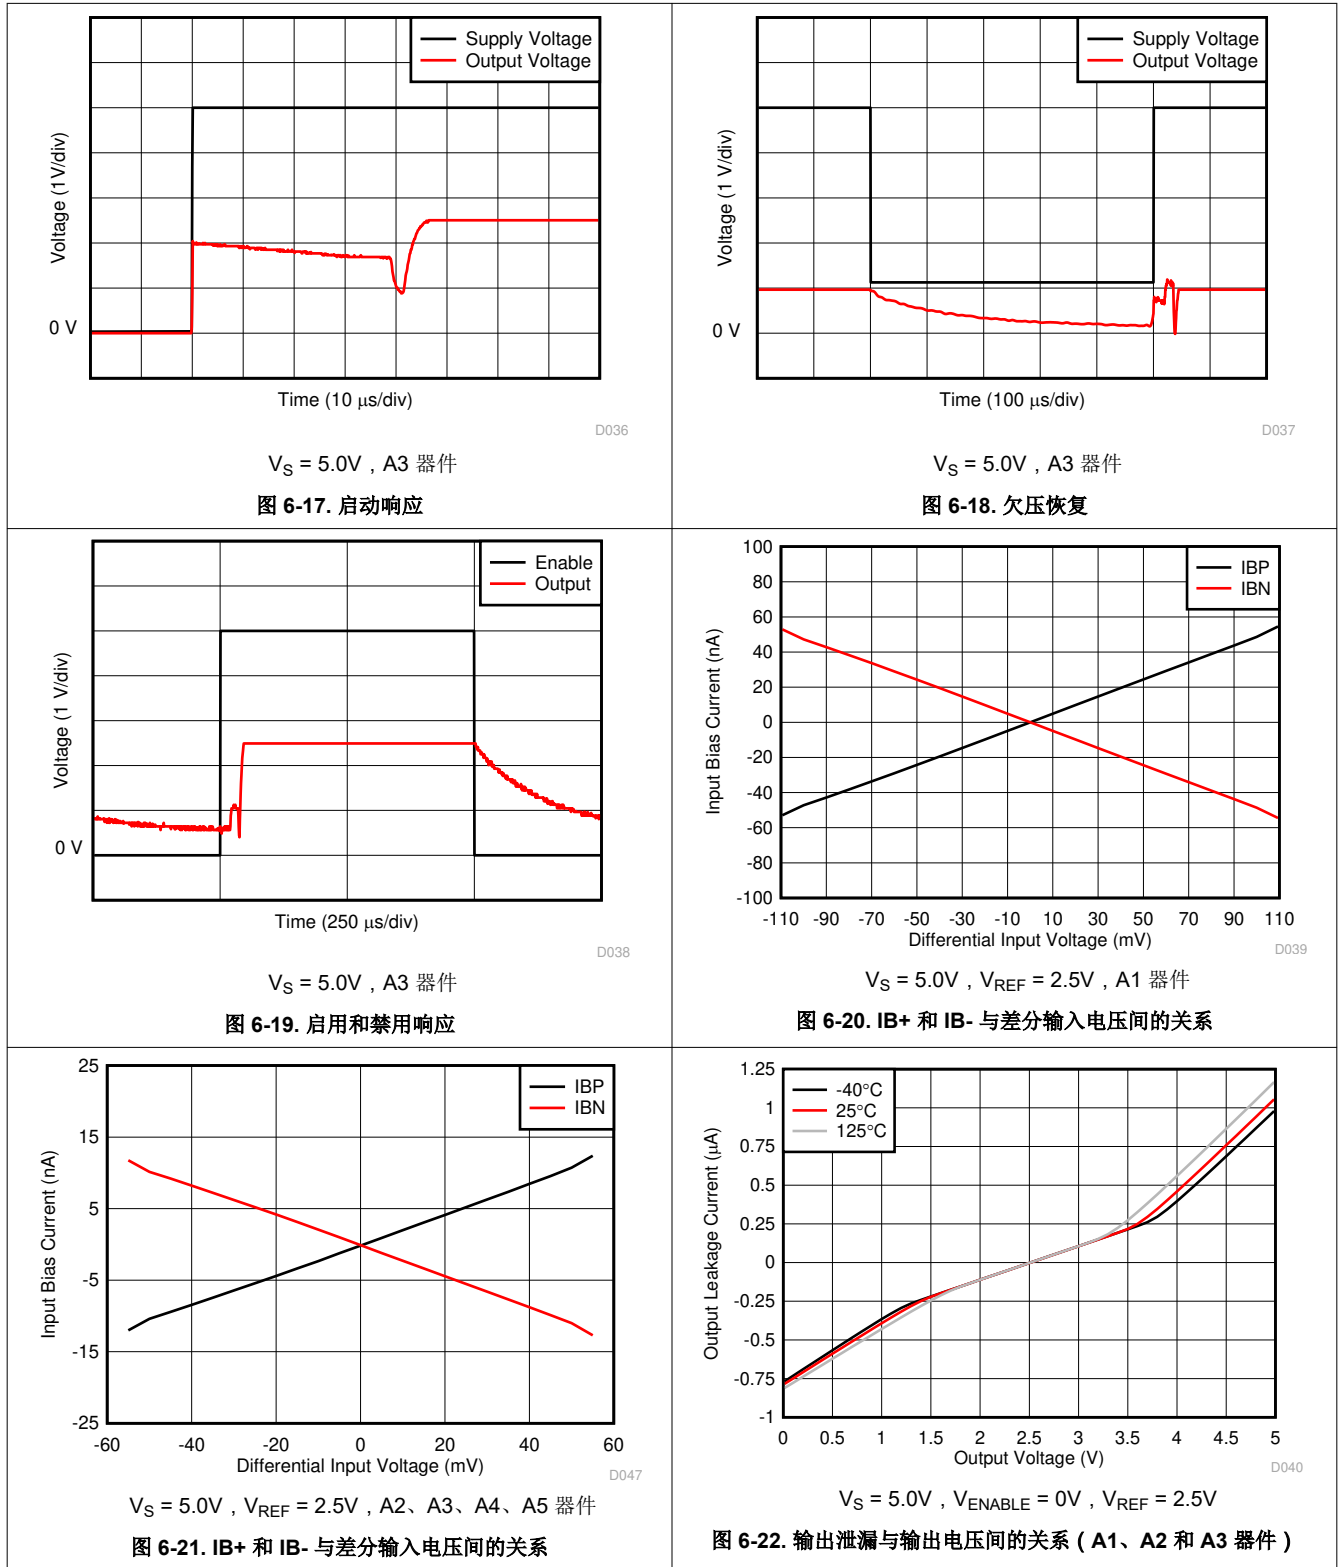 Supply Voltage
Output Voltage
Voltage (1V/div)
0 V
Time (10 μs/div)
D036
VS = 5.0V，A3 器件
图 6-17. 启动响应
Supply Voltage
Output Voltage
Voltage (1 V/div)
0 V
Time (100 μs/div)
D037
VS = 5.0V，A3 器件
图 6-18. 欠压恢复
Enable
Output
Voltage (1 V/div)
0 V
Time (250 μs/div)
D038
VS = 5.0V，A3 器件
图 6-19. 启用和禁用响应
IBP
IBN
Input Bias Current (nA)
100
80
60
40
20
0
-20
-40
-60
-80
-100
-110 -90 -70 -50 -30 -10 10 30 50 70 90 110
Differential Input Voltage (mV)
D039
VS = 5.0V，VREF = 2.5V，A1 器件
图 6-20. IB+ 和 IB- 与差分输入电压间的关系
IBP
IBN
Input Bias Current (nA)
25
15
5
-5
-15
-25
-60 -40 -20 0 20 40 60
Differential Input Voltage (mV)
D047
VS = 5.0V，VREF = 2.5V，A2、A3、A4、A5 器件
图 6-21. IB+ 和 IB- 与差分输入电压间的关系
-40°C
25°C
125°C
Output Leakage Current (μA)
1.25
1
0.75
0.5
0.25
0
-0.25
-0.5
-0.75
-1
0 0.5 1 1.5 2 2.5 3 3.5 4 4.5 5
Output Voltage (V)
D040
VS = 5.0V，VENABLE = 0V，VREF = 2.5V
图 6-22. 输出泄漏与输出电压间的关系（A1、A2 和 A3 器件）